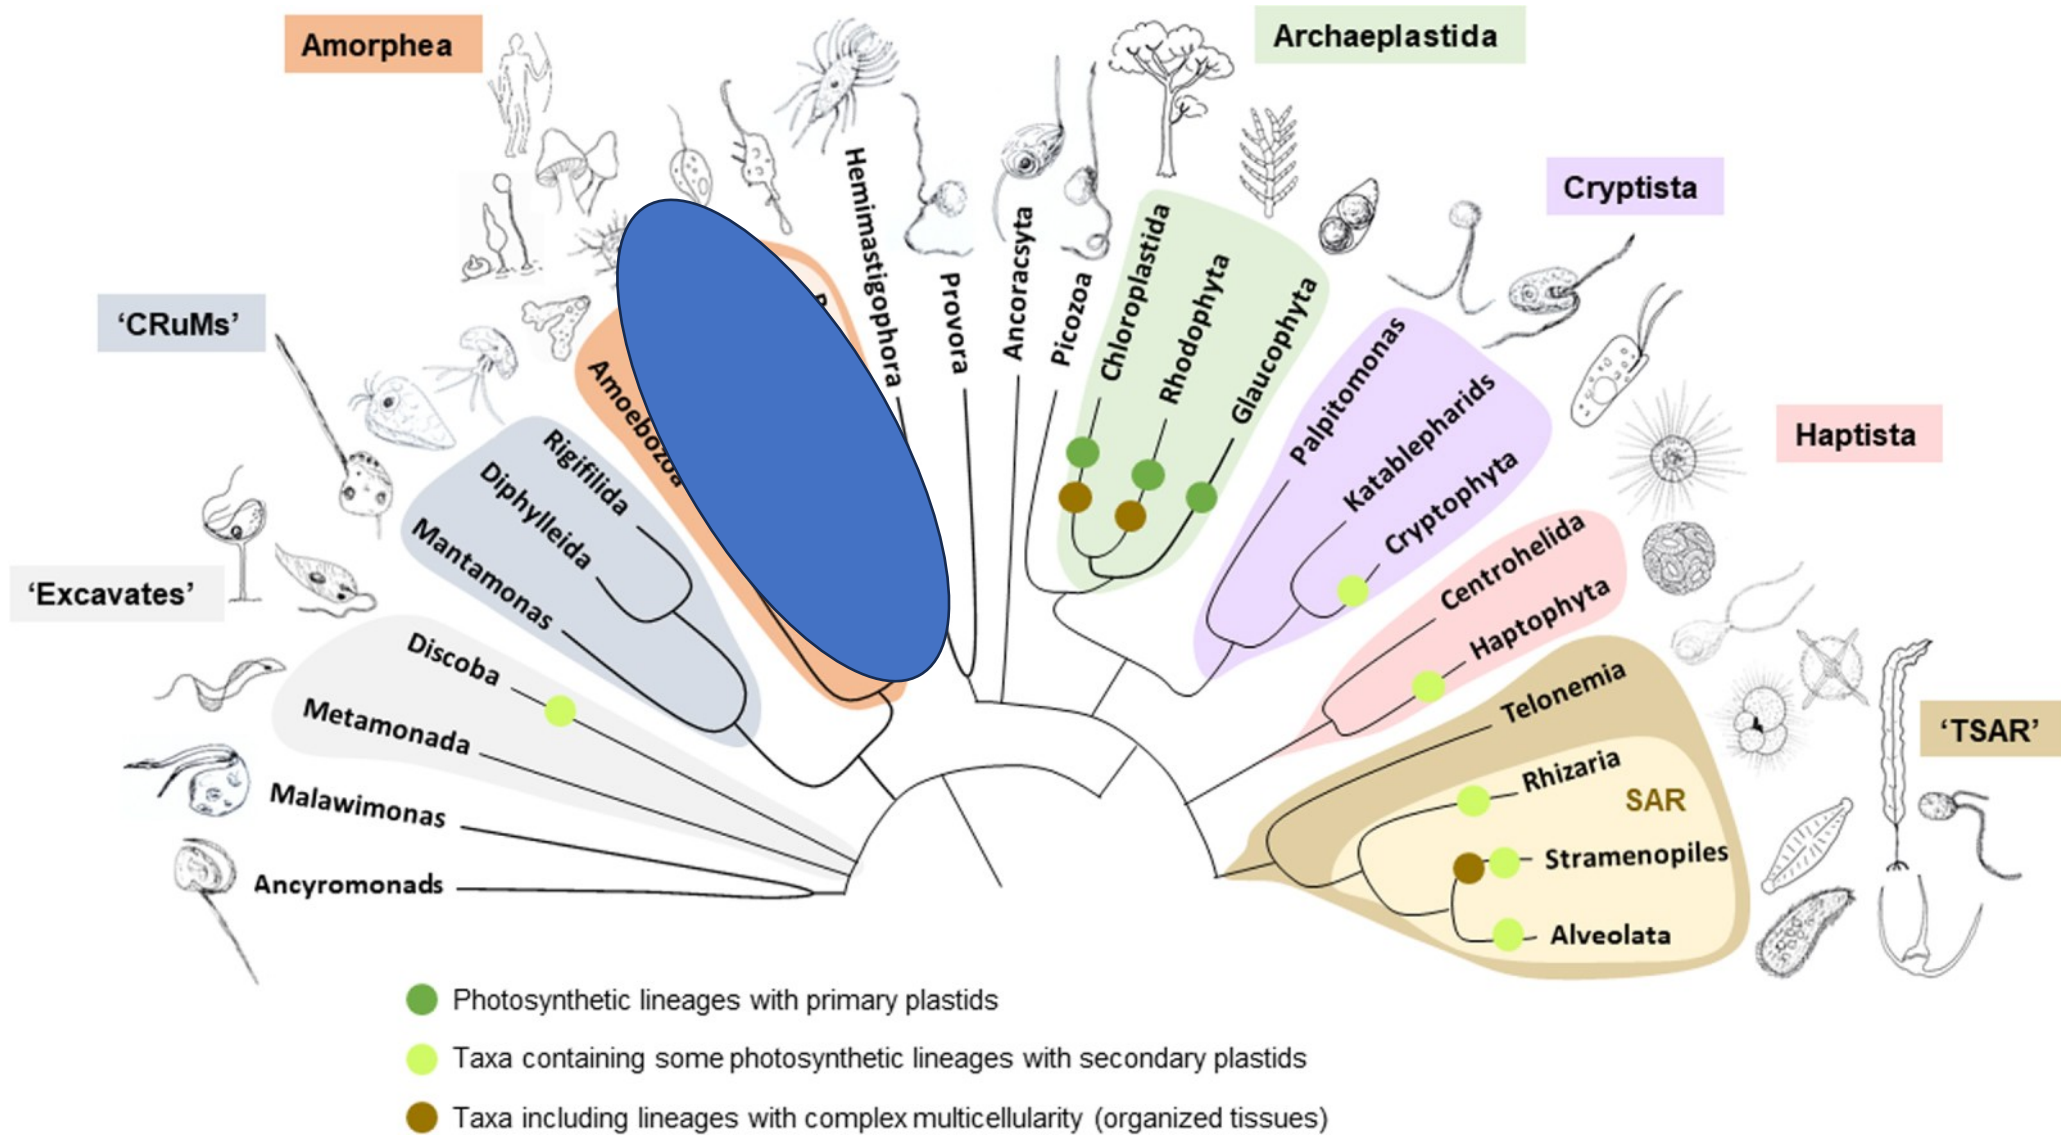 Amorphea
Archaeplastida
Cryptista
‘CRuMs’
Haptista
‘Excavates’
‘TSAR’
Ancyromonads
Malawimonas
Metamonada
Discoba
Mantamonas
Diphylleida
Rigifilida
Amoebozoa
Hemimastigophora
Provora
Ancoracsyta
Picozoa
Chloroplastida
Rhodophyta
Glaucophyta
Palpitomonas
Katablepharids
Cryptophyta
Centrohelida
Haptophyta
Telonemia
Rhizaria
SAR
Stramenopiles
Alveolata
Photosynthetic lineages with primary plastids
Taxa containing some photosynthetic lineages with secondary plastids
Taxa including lineages with complex multicellularity (organized tissues)